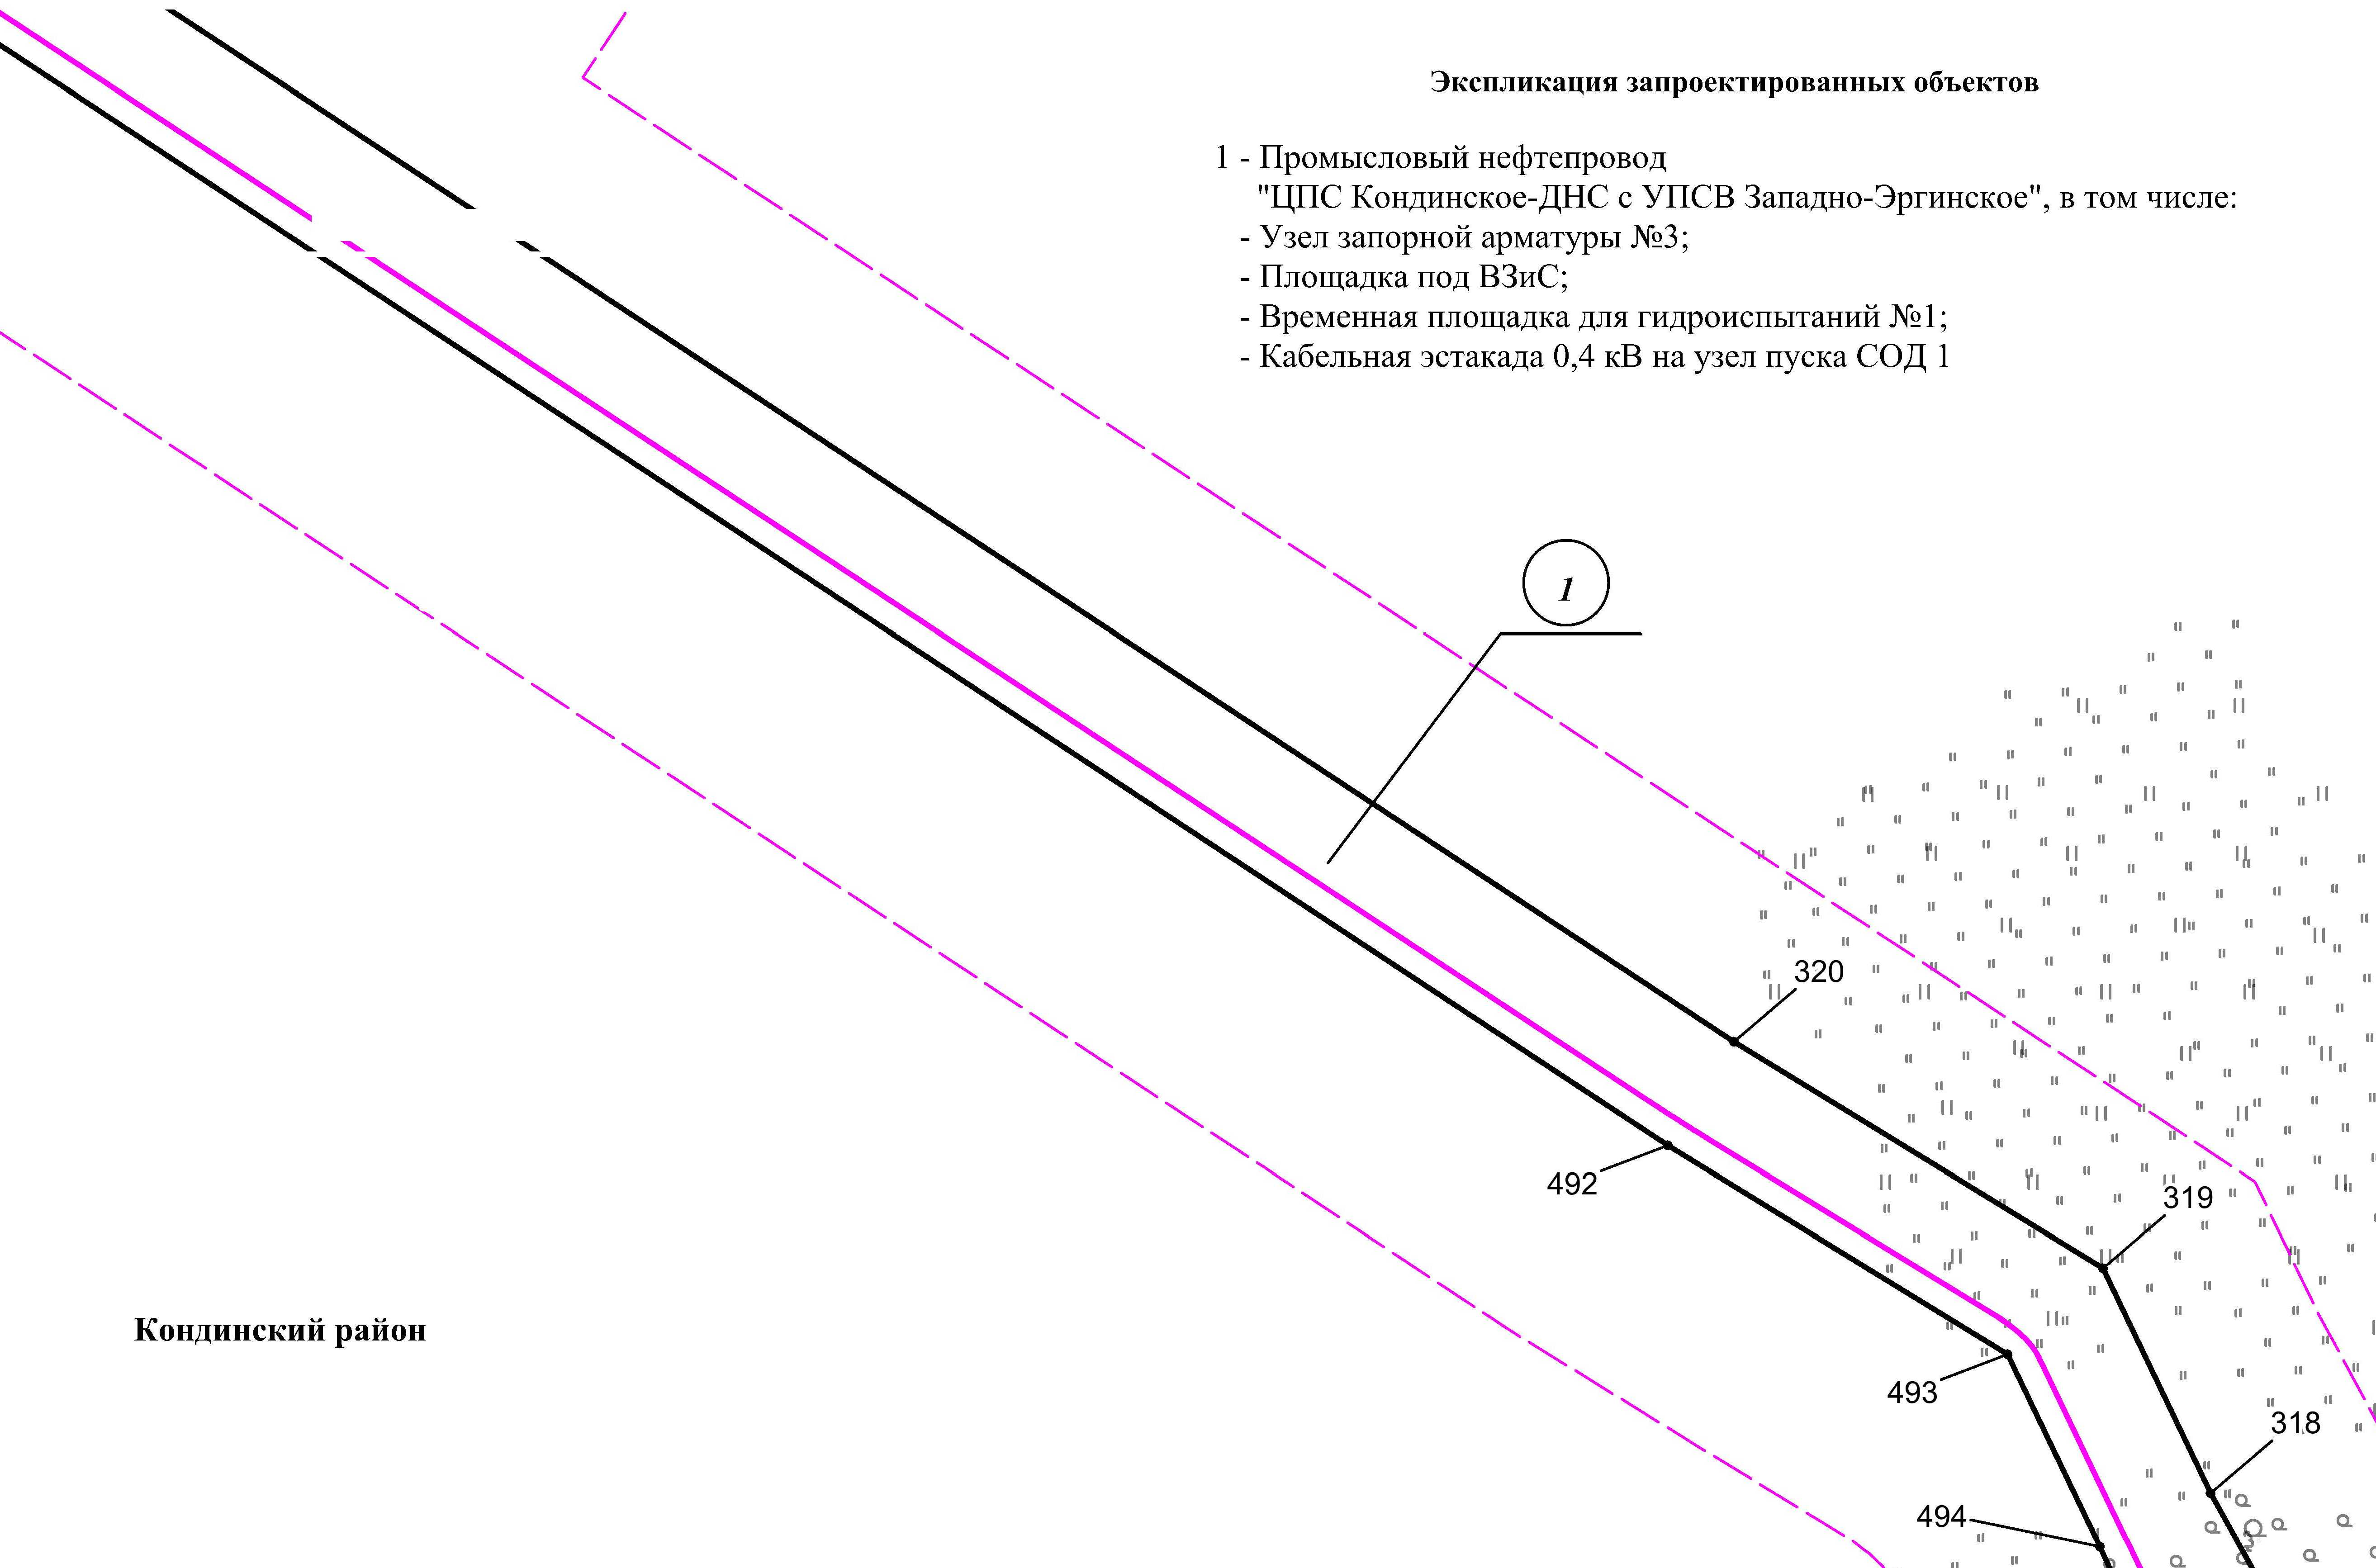 Экспликация запроектированных объектов
1 - Промысловый нефтепровод
"ЦПС Кондинское-ДНС с УПСВ Западно-Эргинское", в том числе:
- Узел запорной арматуры №3;
- Площадка под ВЗиС;
- Временная площадка для гидроиспытаний №1;
- Кабельная эстакада 0,4 кВ на узел пуска СОД 1
1
320
492
319
Кондинский район
493
318
494